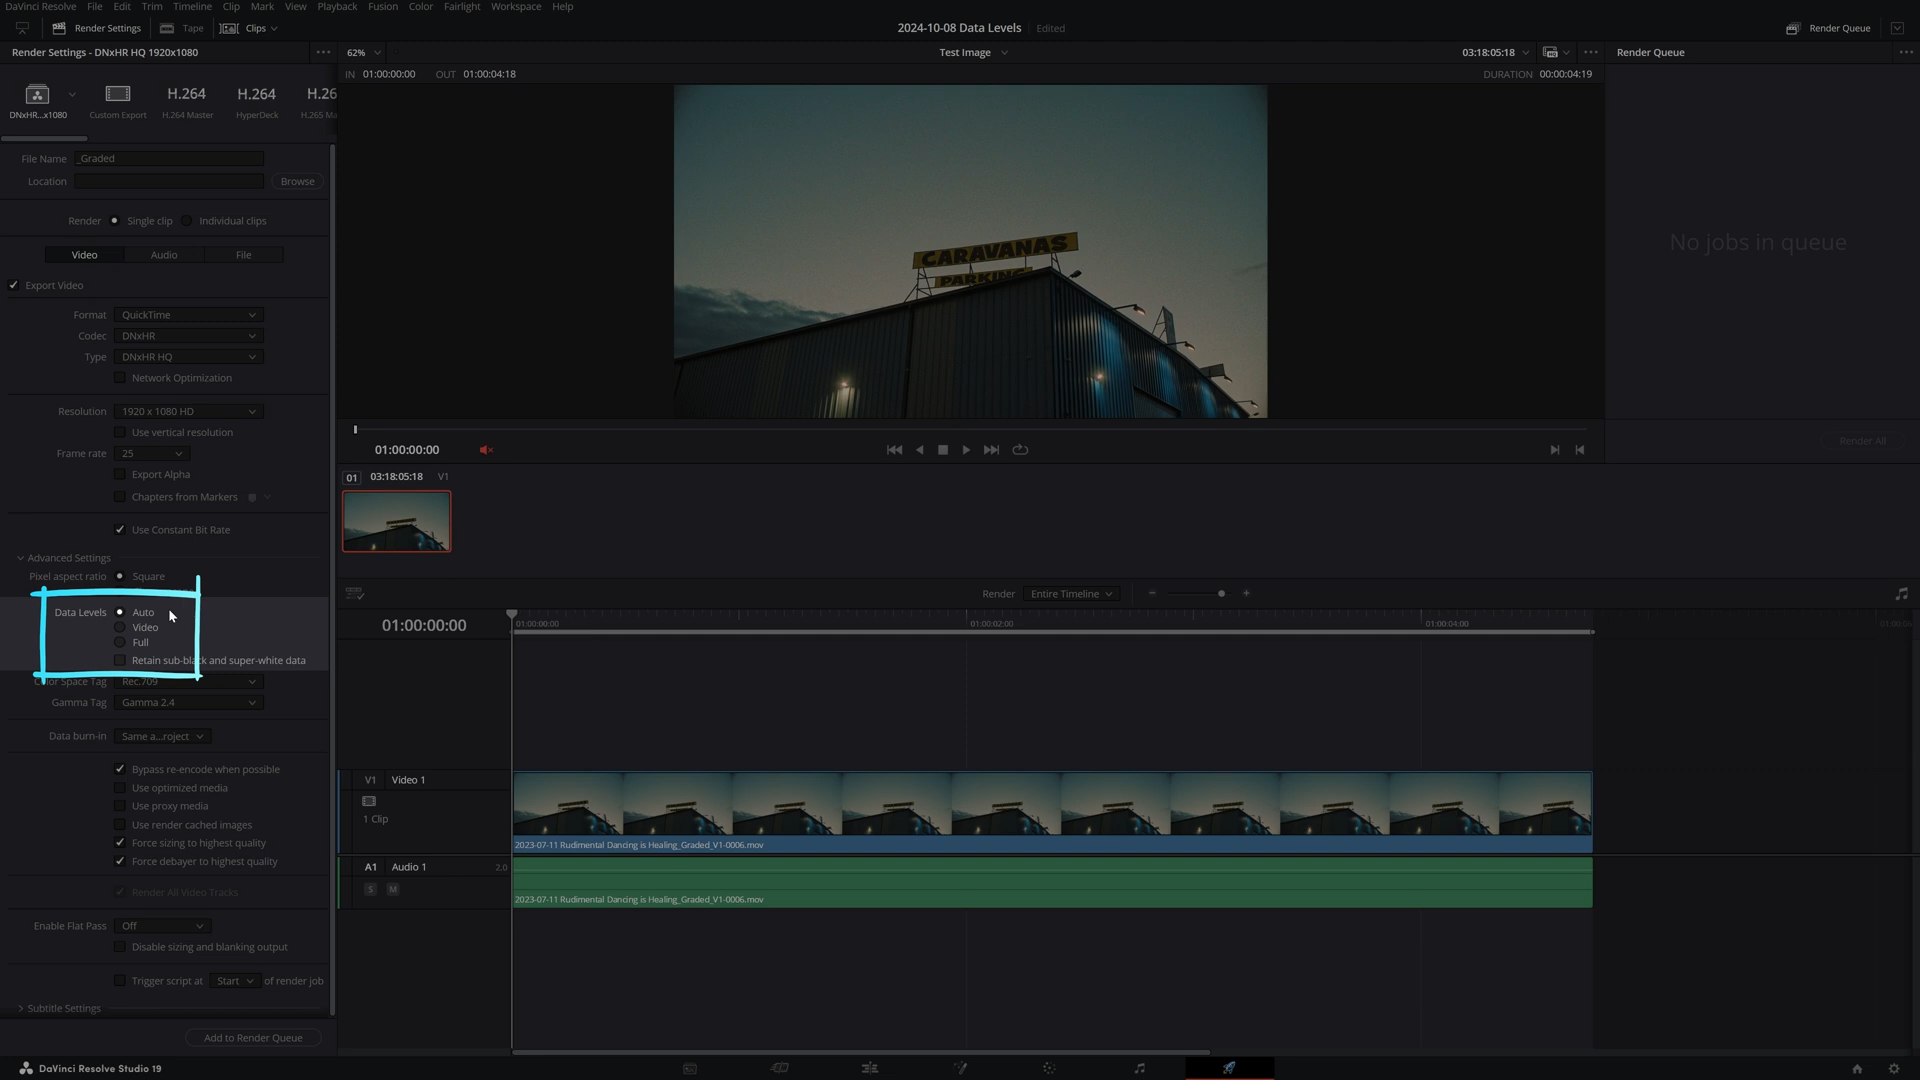 DaVinci Resolve File Edit Trim Timeline Clip Mark View Playback Fusion Color Fairlight Workspace Help
Render Settings Tape Clips 2024-10-08 Data Levels Edited Render Queue
Render Settings - DNxHR HQ 1920x1080 ••• 62% Test Image 03:18:05:18 ••• Render Queue •••
IN 01:00:00:00 OUT 01:00:04:18 DURATION 00:00:04:19
H.264 H.264 H.26
DNxHR...x1080 Custom Export H.264 Master HyperDeck H.265 Ma
File Name _Graded
Location Browse
Render Single clip Individual clips
Video Audio File
Export Video
Format QuickTime
Codec DNxHR
Type DNxHR HQ
Network Optimization
Resolution 1920 x 1080 HD
Use vertical resolution
Frame rate 25
Export Alpha
Chapters from Markers
Use Constant Bit Rate
Advanced Settings
Pixel aspect ratio Square
Data Levels Auto
Video
Full
Retain sub-black and super-white data
Color Space Tag Rec.709
Gamma Tag Gamma 2.4
Data burn-in Same a...roject
Bypass re-encode when possible
Use optimized media
Use proxy media
Use render cached images
Force sizing to highest quality
Force debayer to highest quality
Render All Video Tracks
Enable Flat Pass Off
Disable sizing and blanking output
Trigger script at Start of render job
Subtitle Settings
Add to Render Queue
CARAVANAS
PARKING
No jobs in queue
Render All
01:00:00:00
01 03:18:05:18 V1
Render Entire Timeline
01:00:00:00 01:00:00:00 01:00:02:00 01:00:04:00
V1 Video 1
1 Clip
2023-07-11 Rudimental Dancing is Healing_Graded_V1-0006.mov
A1 Audio 1 2.0
S M
2023-07-11 Rudimental Dancing is Healing_Graded_V1-0006.mov
DaVinci Resolve Studio 19